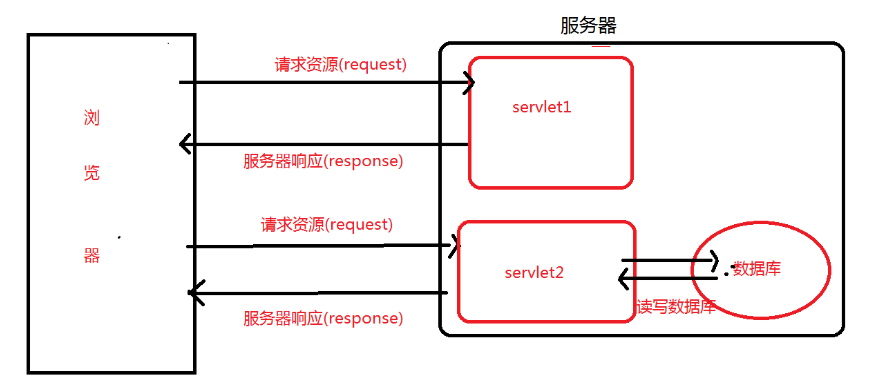 服务器
请求资源(request)
servlet1
浏
览
器
服务器响应(response)
请求资源(request)
servlet2
数据库
读写数据库
服务器响应(response)